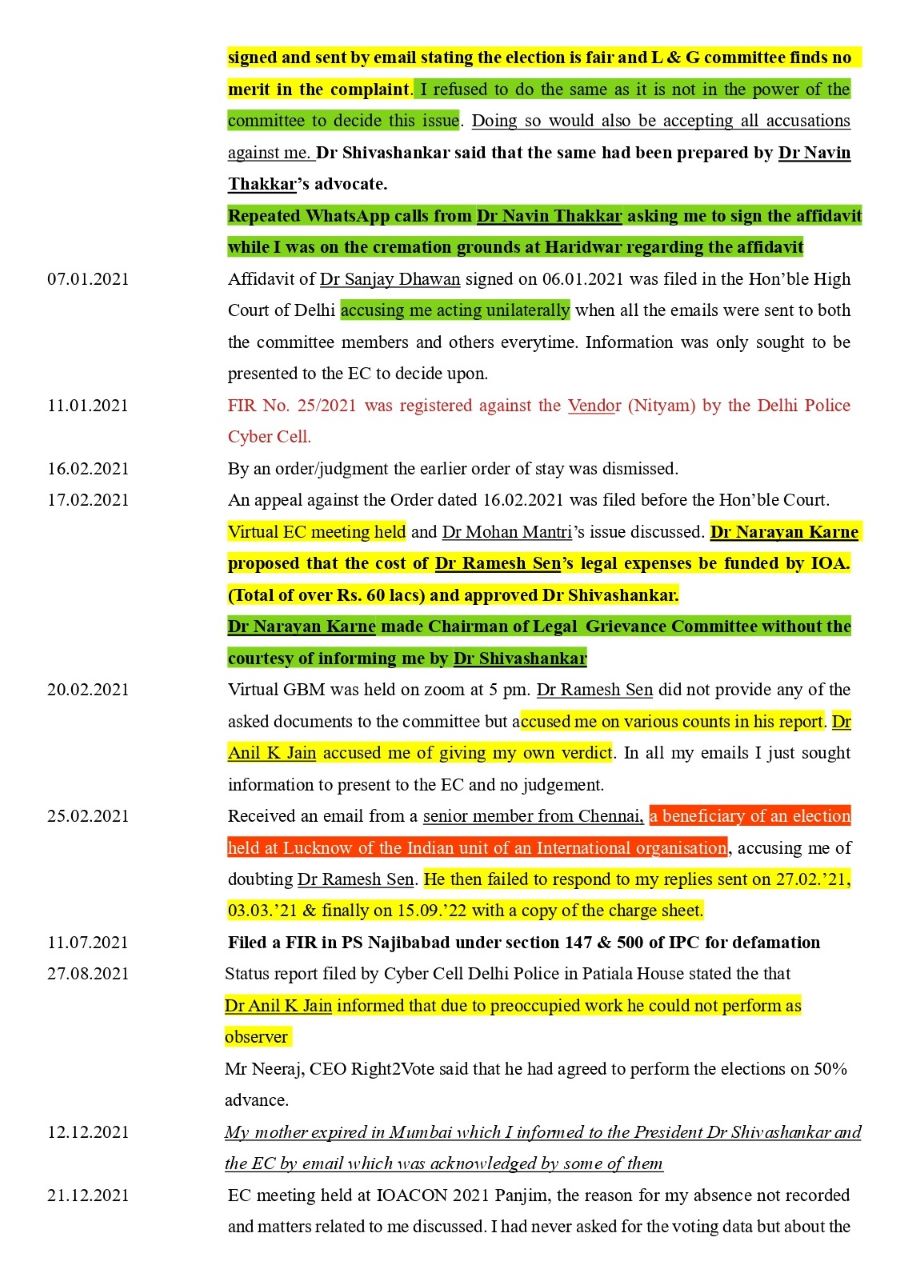 signed and sent by email stating the election is fair and L & G committee finds no
merit in the complaint. I refused to do the same as it is not in the power of the
committee to decide this issue. Doing so would also be accepting all accusations
against me. Dr Shivashankar said that the same had been prepared by Dr Navin
Thakkar's advocate.
Repeated WhatsApp calls from Dr Navin Thakkar asking me to sign the affidavit
while I was on the cremation grounds at Haridwar regarding the affidavit
07.01.2021 Affidavit of Dr Sanjay Dhawan signed on 06.01.2021 was filed in the Hon'ble High
Court of Delhi accusing me acting unilaterally when all the emails were sent to both
the committee members and others everytime. Information was only sought to be
presented to the EC to decide upon.
11.01.2021 FIR No. 25/2021 was registered against the Vendor (Nityam) by the Delhi Police
Cyber Cell.
16.02.2021 By an order/judgment the earlier order of stay was dismissed.
17.02.2021 An appeal against the Order dated 16.02.2021 was filed before the Hon'ble Court.
Virtual EC meeting held and Dr Mohan Mantri's issue discussed. Dr Narayan Karne
proposed that the cost of Dr Ramesh Sen's legal expenses be funded by IOA.
(Total of over Rs. 60 lacs) and approved Dr Shivashankar.
Dr Narayan Karne made Chairman of Legal Grievance Committee without the
courtesy of informing me by Dr Shivashankar
20.02.2021 Virtual GBM was held on zoom at 5 pm. Dr Ramesh Sen did not provide any of the
asked documents to the committee but accused me on various counts in his report. Dr
Anil K Jain accused me of giving my own verdict. In all my emails I just sought
information to present to the EC and no judgement.
25.02.2021 Received an email from a senior member from Chennai, a beneficiary of an election
held at Lucknow of the Indian unit of an International organisation, accusing me of
doubting Dr Ramesh Sen. He then failed to respond to my replies sent on 27.02.'21,
03.03.'21 & finally on 15.09.'22 with a copy of the charge sheet.
11.07.2021 Filed a FIR in PS Najibabad under section 147 & 500 of IPC for defamation
27.08.2021 Status report filed by Cyber Cell Delhi Police in Patiala House stated the that
Dr Anil K Jain informed that due to preoccupied work he could not perform as
observer
Mr Neeraj, CEO Right2Vote said that he had agreed to perform the elections on 50%
advance.
12.12.2021 My mother expired in Mumbai which I informed to the President Dr Shivashankar and
the EC by email which was acknowledged by some of them
21.12.2021 EC meeting held at IOACON 2021 Panjim, the reason for my absence not recorded
and matters related to me discussed. I had never asked for the voting data but about the